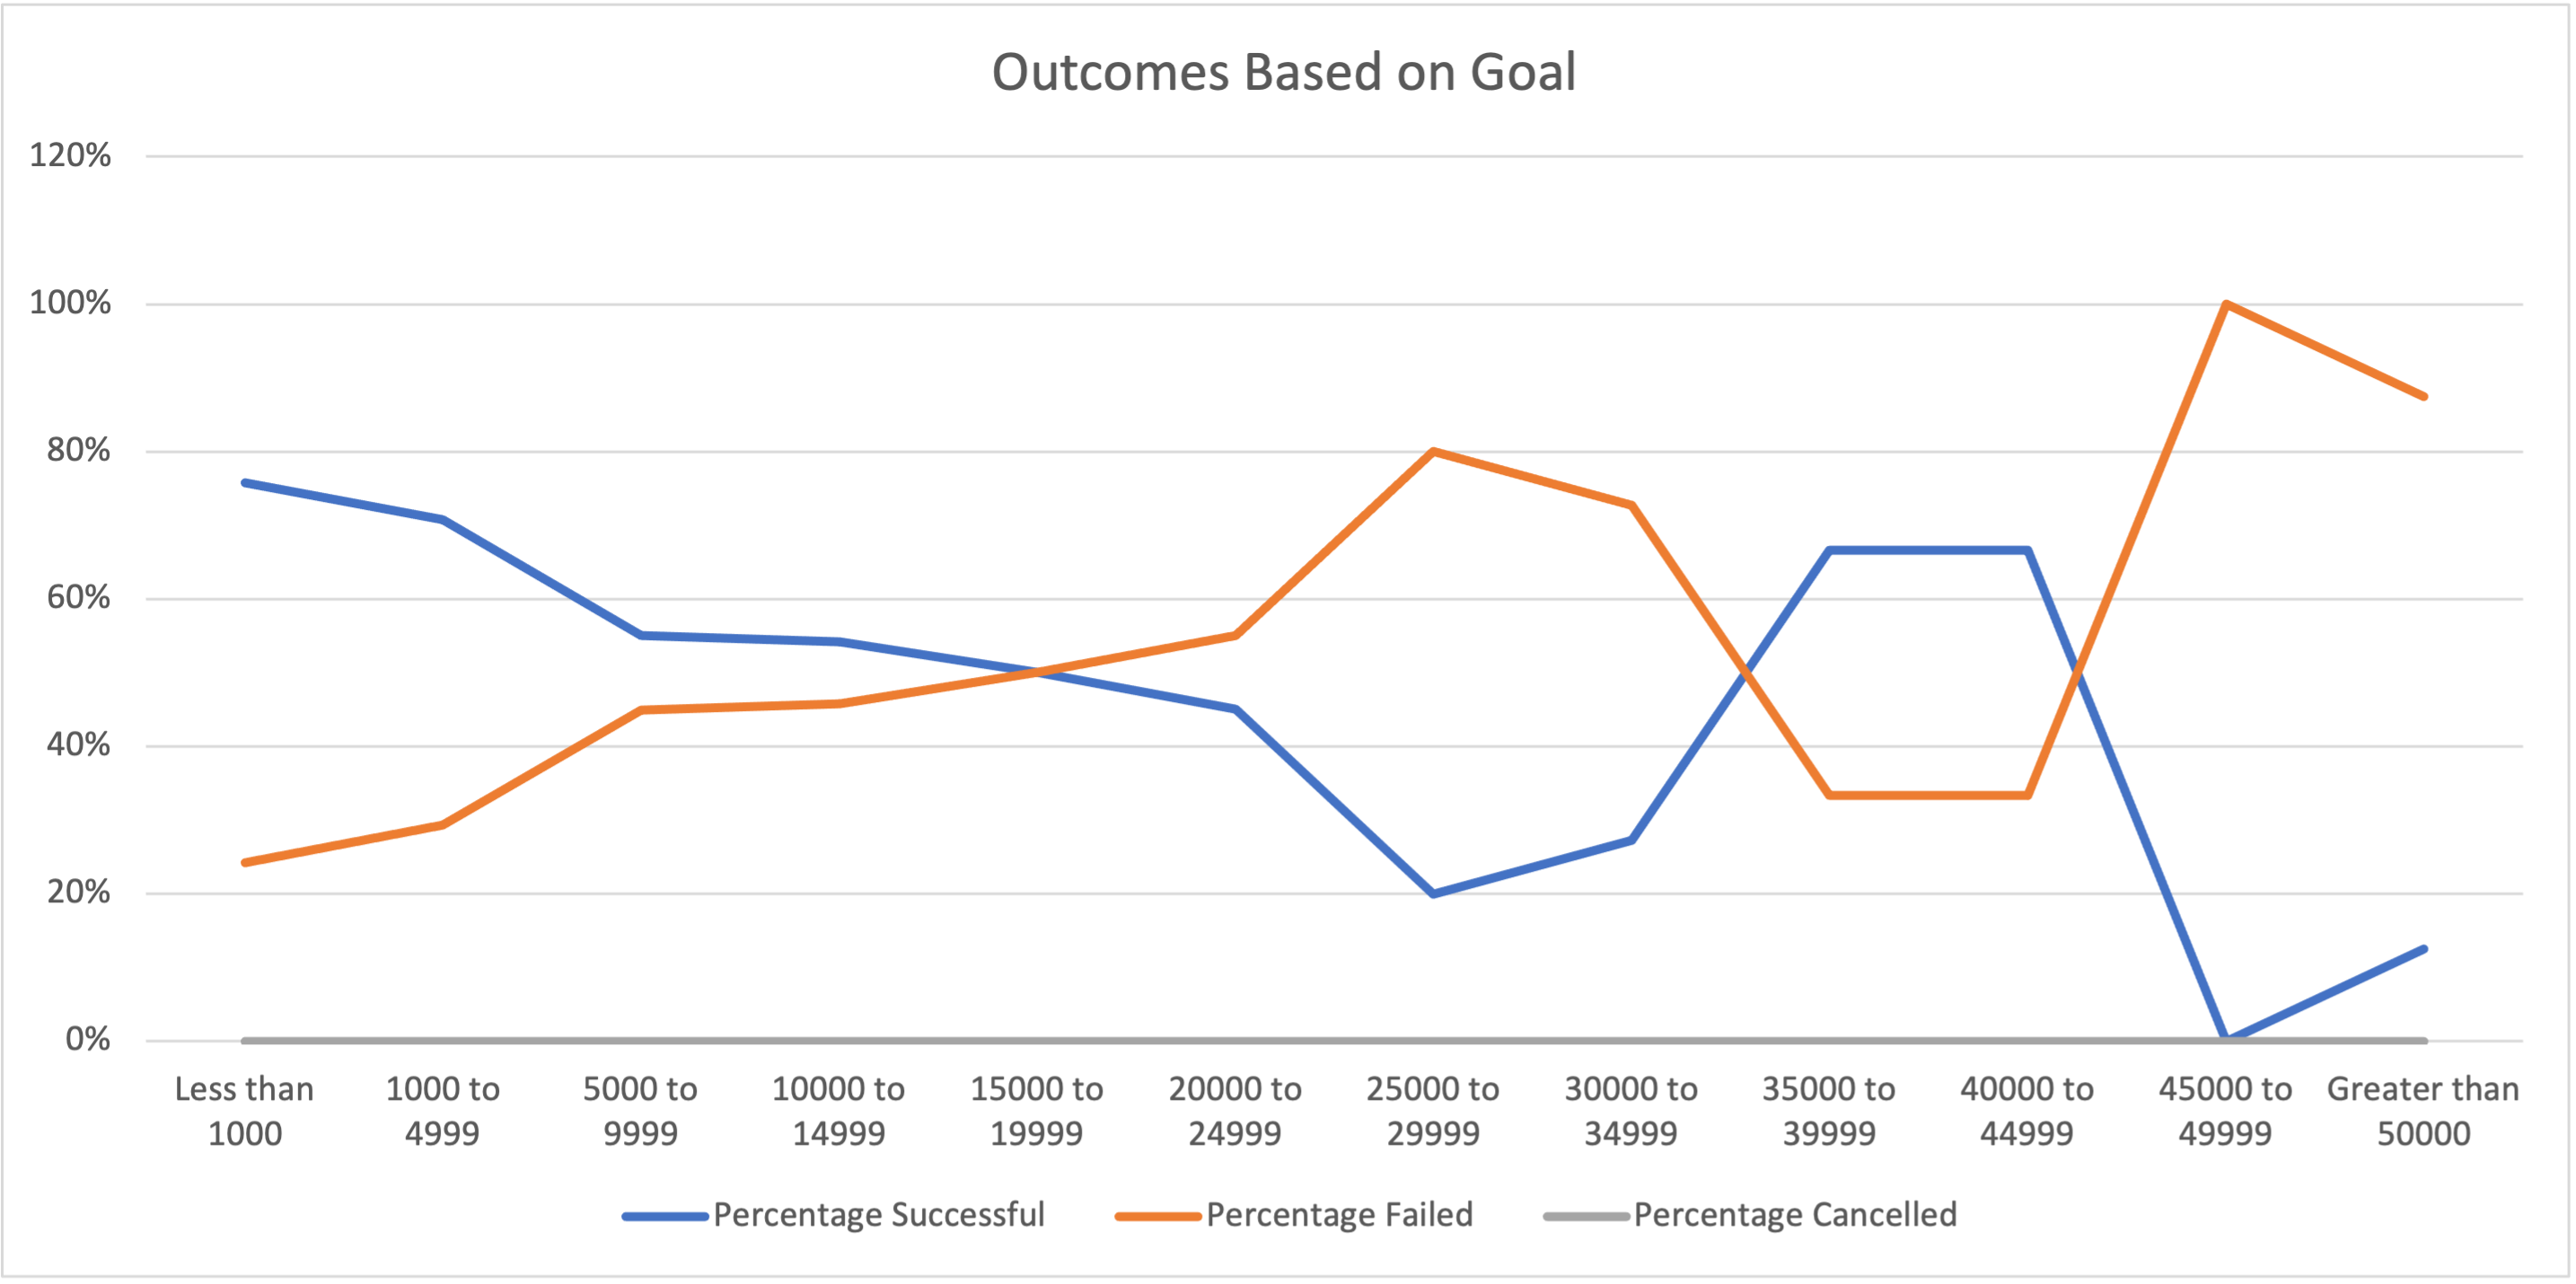 Outcomes Based on Goal
120%
100%
80%
60%
40%
20%
0%
Less than 1000
1000 to 4999
5000 to 9999
10000 to 14999
15000 to 19999
20000 to 24999
25000 to 29999
30000 to 34999
35000 to 39999
40000 to 44999
45000 to 49999
Greater than 50000
Percentage Successful
Percentage Failed
Percentage Cancelled